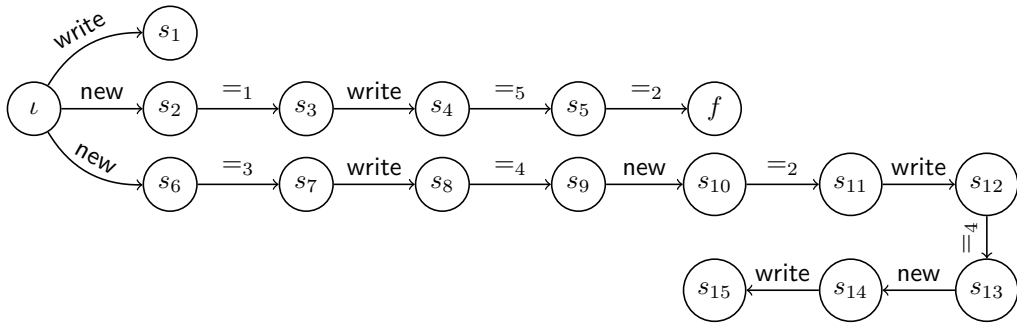 write s₁
ι new s₂ =₁ s₃ write s₄ =₅ s₅ =₂ f
new s₆ =₃ s₇ write s₈ =₄ s₉ new s₁₀ =₂ s₁₁ write s₁₂
=₄
s₁₅ write s₁₄ new s₁₃